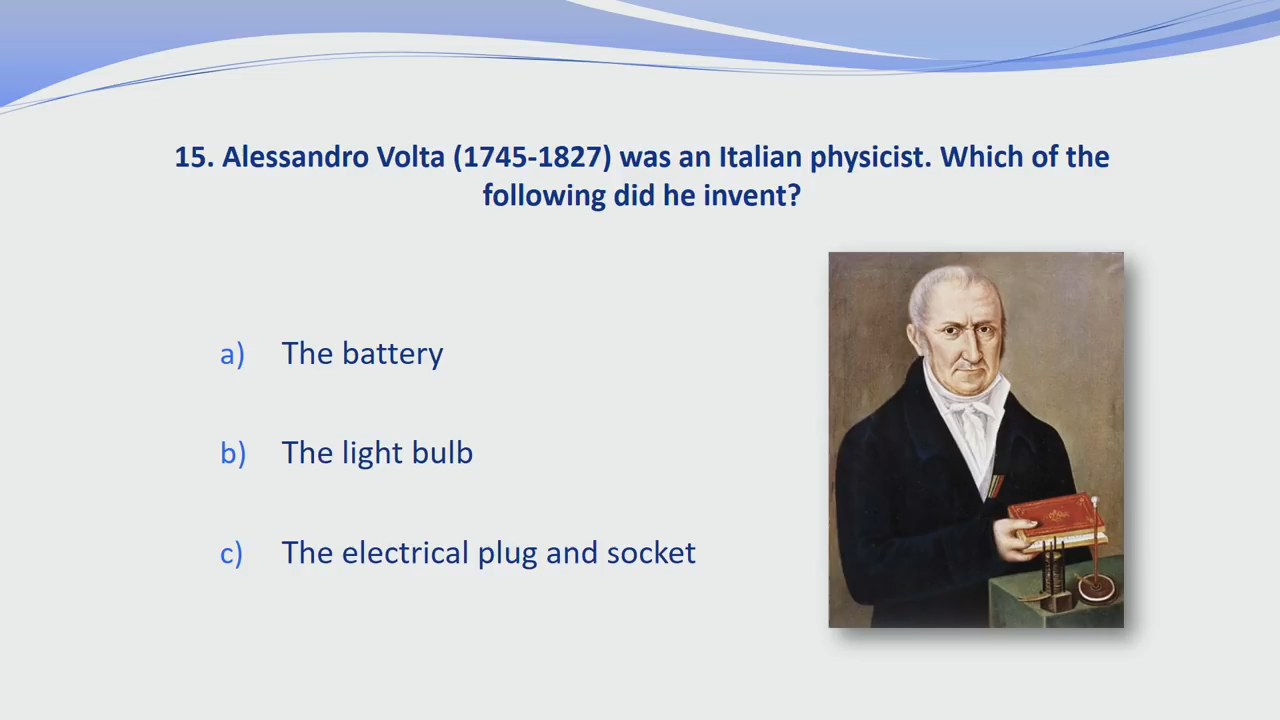 15. Alessandro Volta (1745-1827) was an Italian physicist. Which of the
following did he invent?
a) The battery
b) The light bulb
c) The electrical plug and socket